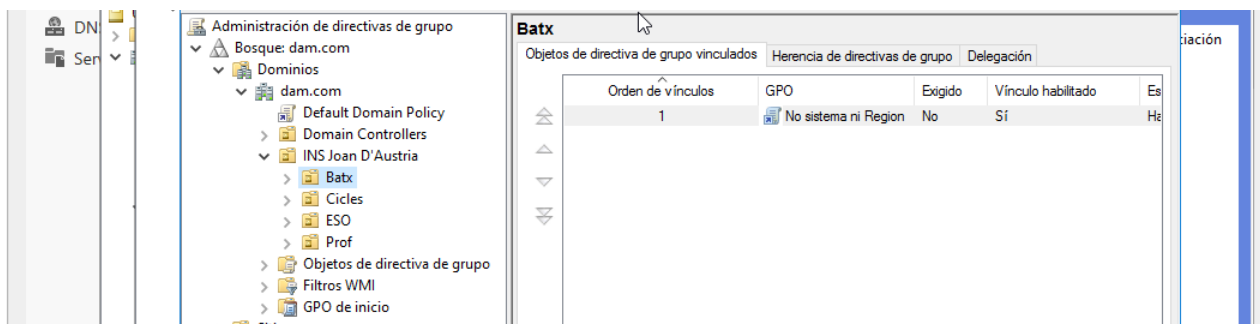 DN
Ser
Administración de directivas de grupo
Bosque: dam.com
Dominios
dam.com
Default Domain Policy
Domain Controllers
INS Joan D'Austria
Batx
Cicles
ESO
Prof
Objetos de directiva de grupo
Filtros WMI
GPO de inicio
Batx
Objetos de directiva de grupo vinculados Herencia de directivas de grupo Delegación
Orden de vínculos GPO Exigido Vínculo habilitado Es
1 No sistema ni Region No Sí Ha
iación